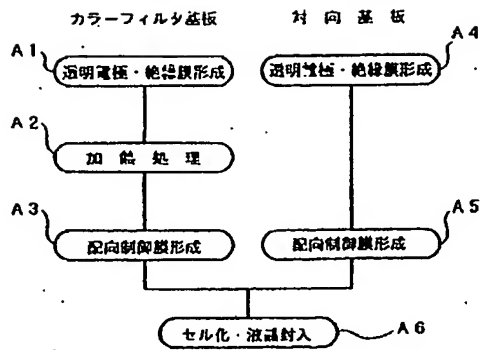 カラーフィルタ基板
対向基板
A1
透明電極・絶縁膜形成
A4
透明電極・絶縁膜形成
A2
加熱処理
A3
配向制御膜形成
A5
配向制御膜形成
セル化・液晶封入
A6